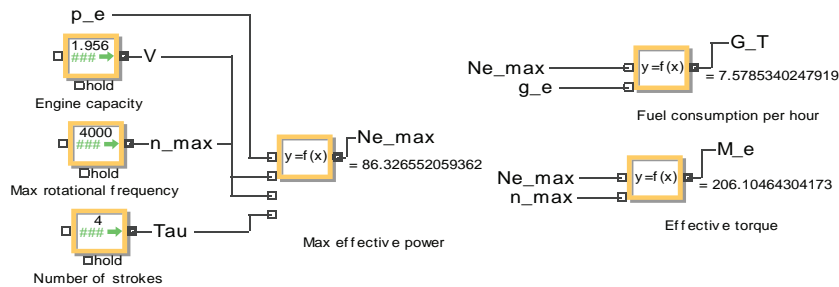 p_e
1.956
###
V
hold
Engine capacity
4000
###
n_max
hold
Max rotational frequency
4
###
Tau
hold
Number of strokes
y=f(x)
Ne_max
= 86.326552059362
Max effective power
Ne_max
g_e
y=f(x)
G_T
= 7.5785340247919
Fuel consumption per hour
Ne_max
n_max
y=f(x)
M_e
= 206.10464304173
Effective torque